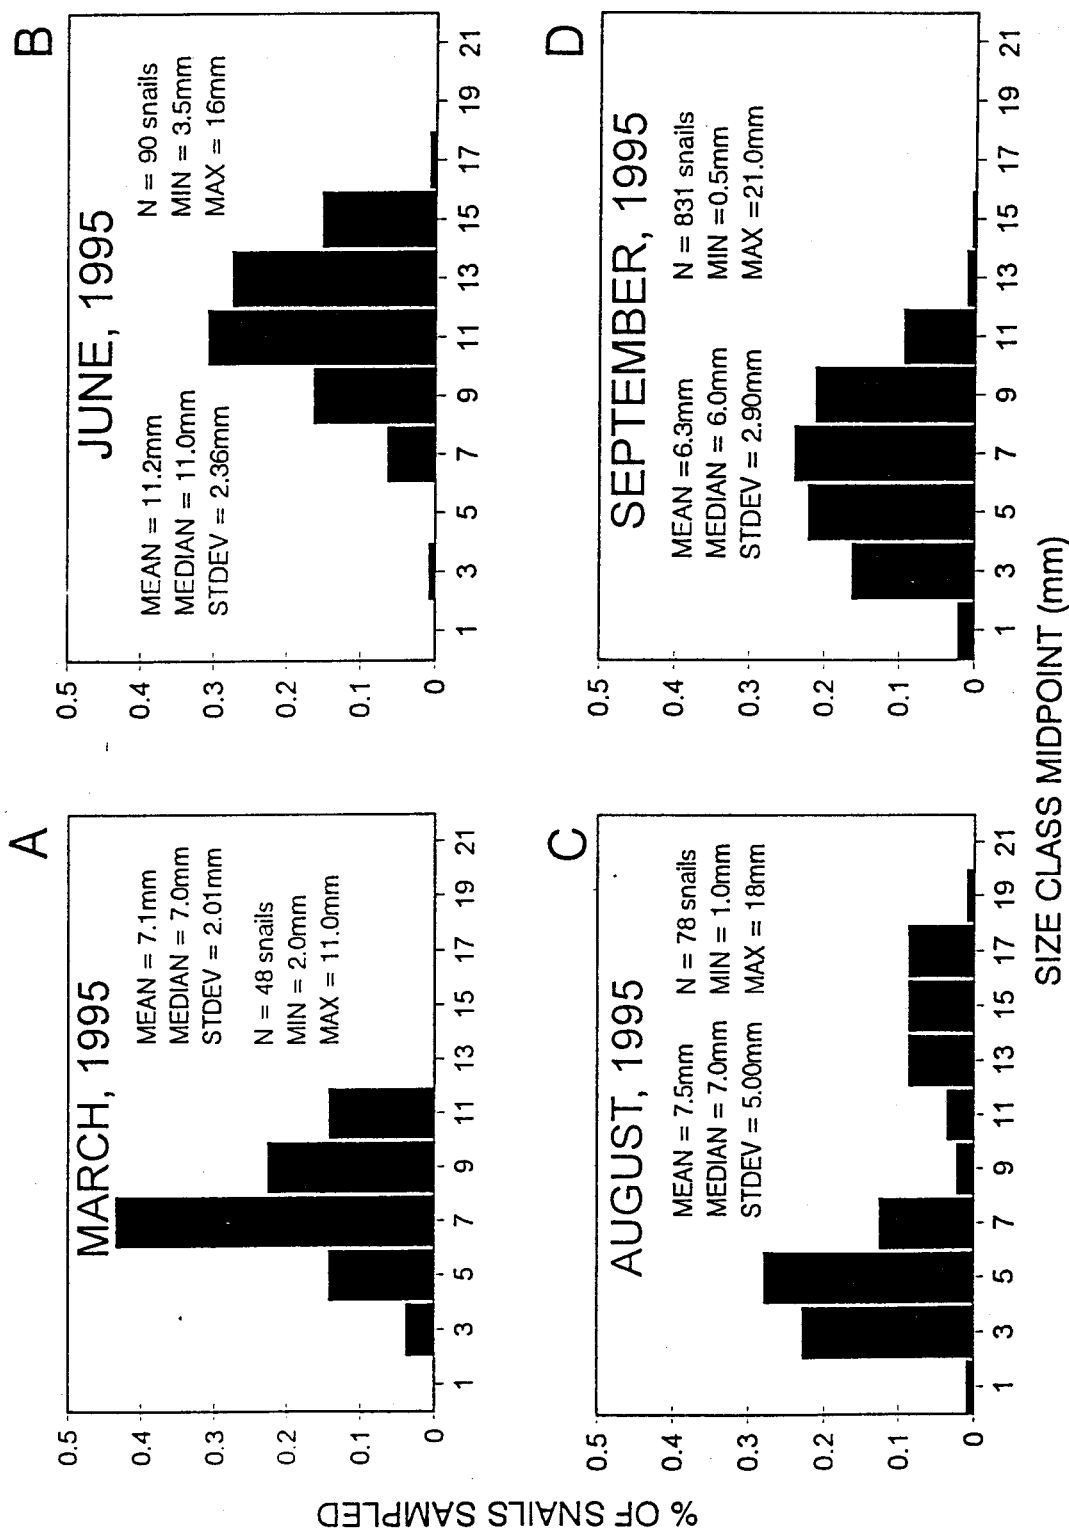 A
MARCH, 1995
MEAN = 7.1mm
MEDIAN = 7.0mm
STDEV = 2.01mm
N = 48 snails
MIN = 2.0mm
MAX = 11.0mm
0.5
0.4
0.3
0.2
0.1
0
1 3 5 7 9 11 13 15 17 19 21
B
JUNE, 1995
MEAN = 11.2mm
MEDIAN = 11.0mm
STDEV = 2.36mm
N = 90 snails
MIN = 3.5mm
MAX = 16mm
0.5
0.4
0.3
0.2
0.1
0
1 3 5 7 9 11 13 15 17 19 21
C
AUGUST, 1995
MEAN = 7.5mm
MEDIAN = 7.0mm
STDEV = 5.00mm
N = 78 snails
MIN = 1.0mm
MAX = 18mm
0.5
0.4
0.3
0.2
0.1
0
1 3 5 7 9 11 13 15 17 19 21
D
SEPTEMBER, 1995
MEAN =6.3mm
MEDIAN = 6.0mm
STDEV = 2.90mm
N = 831 snails
MIN =0.5mm
MAX =21.0mm
0.5
0.4
0.3
0.2
0.1
0
1 3 5 7 9 11 13 15 17 19 21
% OF SNAILS SAMPLED
SIZE CLASS MIDPOINT (mm)